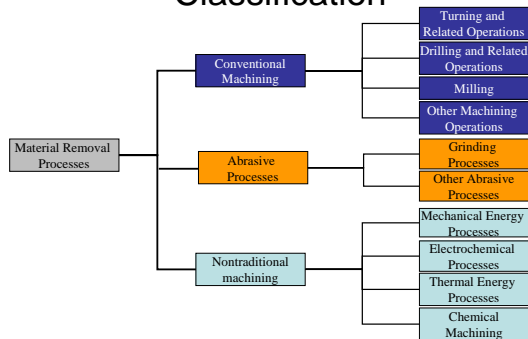 Classification
Turning and
Related Operations
Drilling and Related
Operations
Conventional
Machining
Milling
Other Machining
Operations
Material Removal
Processes
Abrasive
Processes
Grinding
Processes
Other Abrasive
Processes
Mechanical Energy
Processes
Electrochemical
Processes
Nontraditional
machining
Thermal Energy
Processes
Chemical
Machining